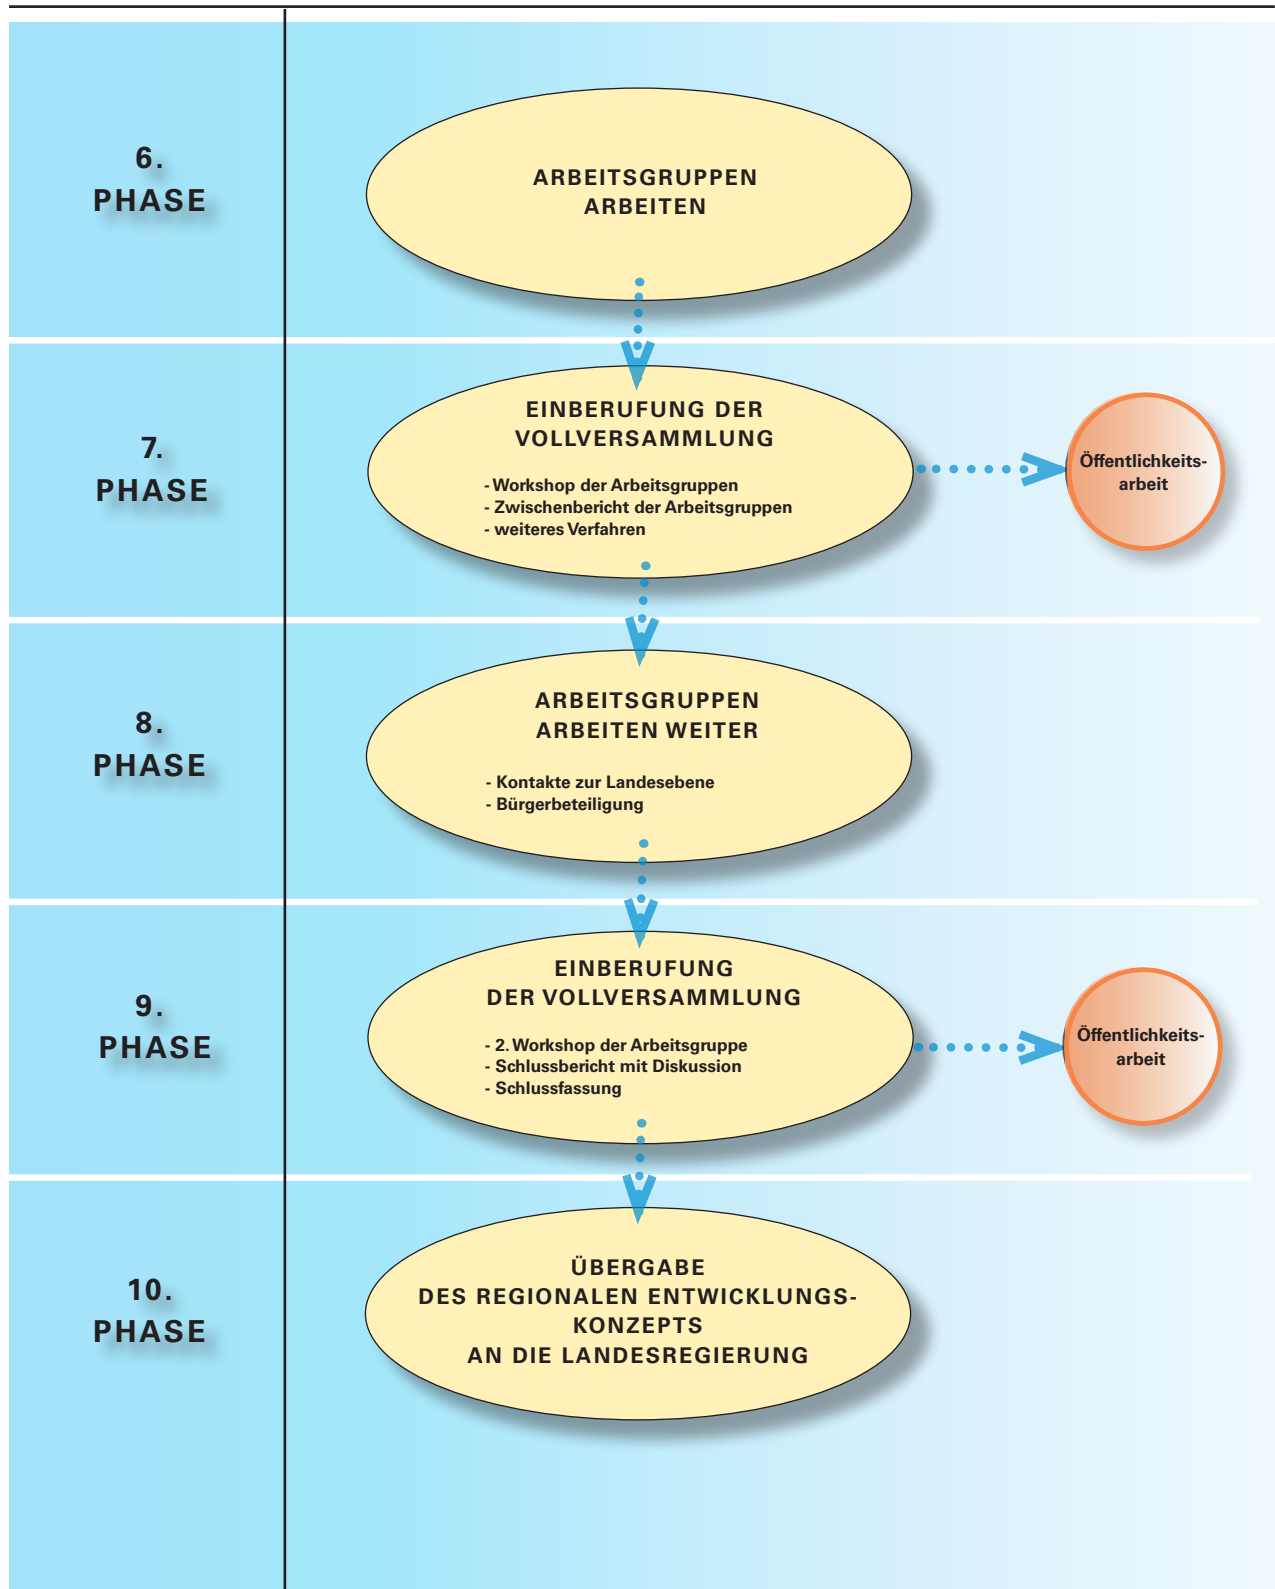 6.
PHASE
ARBEITSGRUPPEN
ARBEITEN
7.
PHASE
EINBERUFUNG DER
VOLLVERSAMMLUNG
- Workshop der Arbeitsgruppen
- Zwischenbericht der Arbeitsgruppen
- weiteres Verfahren
Öffentlichkeits-
arbeit
8.
PHASE
ARBEITSGRUPPEN
ARBEITEN WEITER
- Kontakte zur Landesebene
- Bürgerbeteiligung
9.
PHASE
EINBERUFUNG
DER VOLLVERSAMMLUNG
- 2. Workshop der Arbeitsgruppe
- Schlussbericht mit Diskussion
- Schlussfassung
Öffentlichkeits-
arbeit
10.
PHASE
ÜBERGABE
DES REGIONALEN ENTWICKLUNGS-
KONZEPTS
AN DIE LANDESREGIERUNG